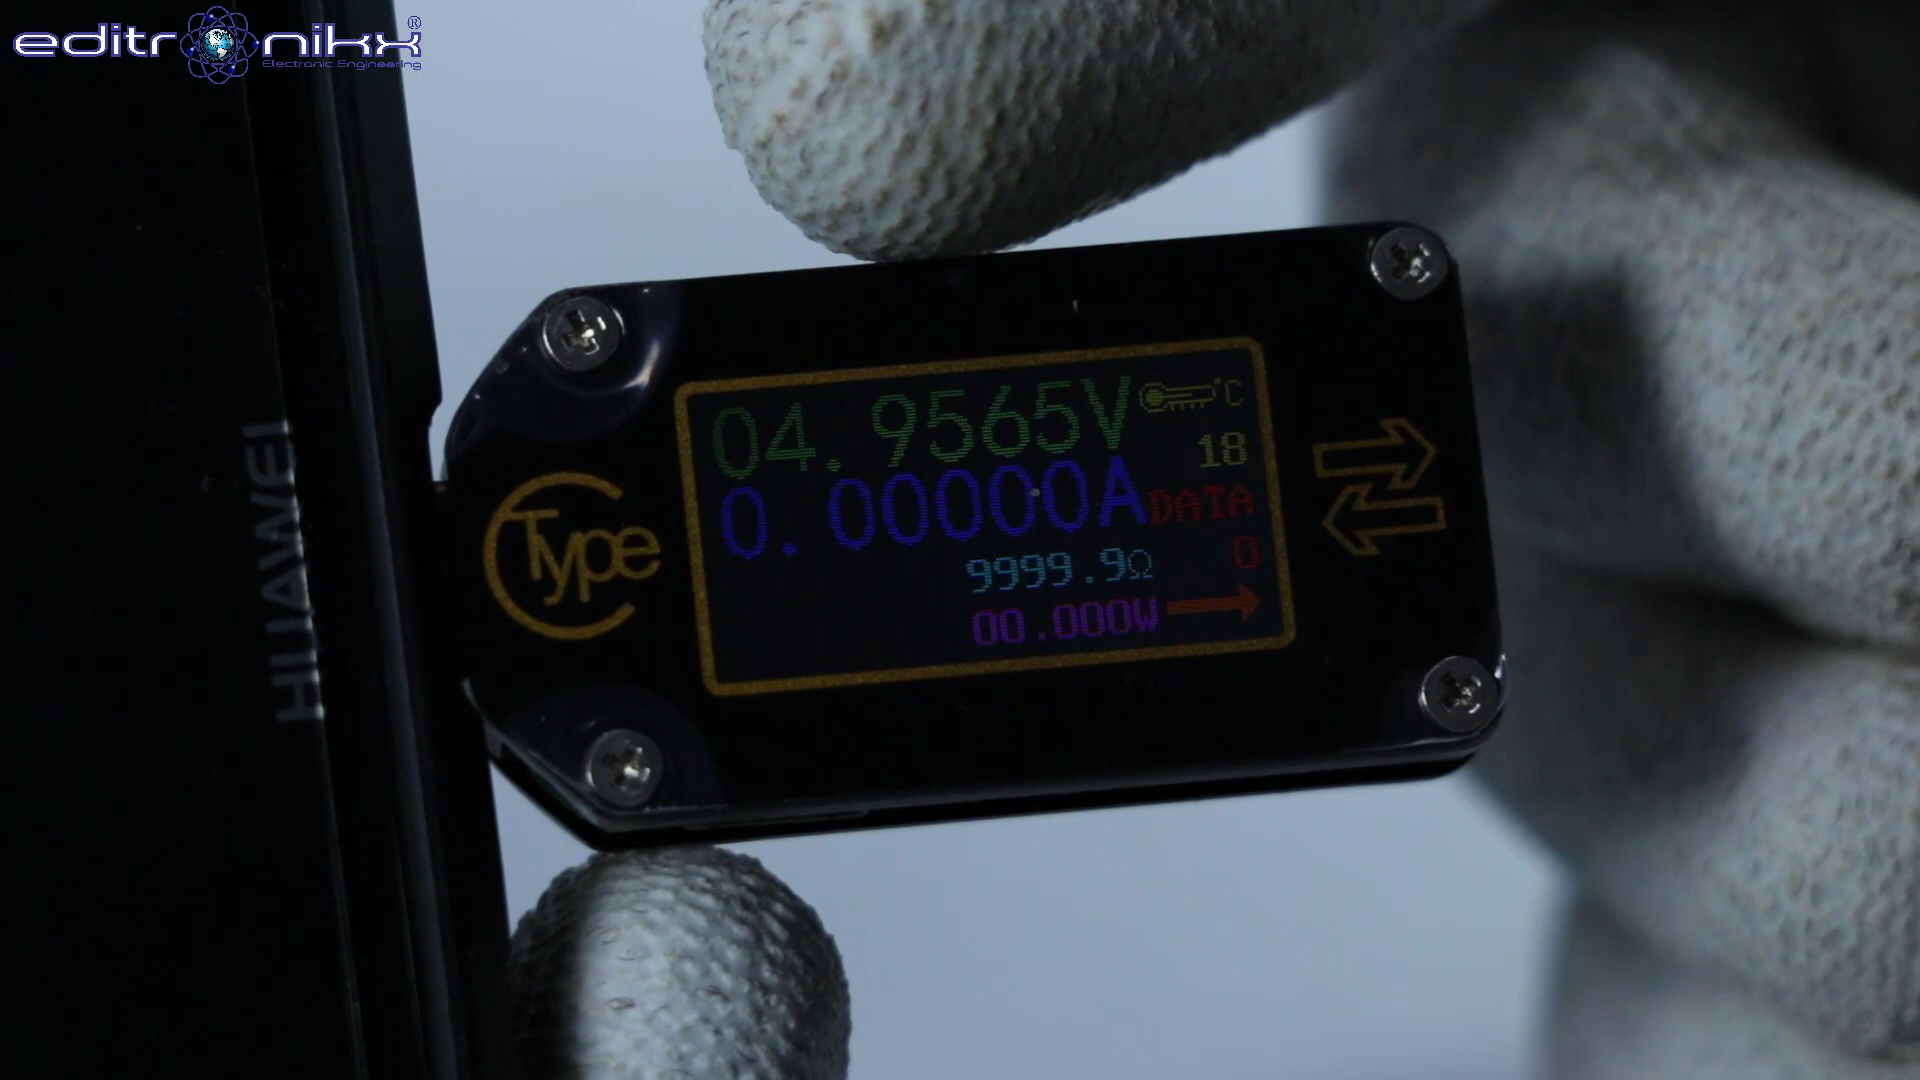 editronikx®
Electronic Engineering
HUAWEI
Type C
04.9565V
°C
18
0.00000A
DATA
9999.9Ω
0
00.000W